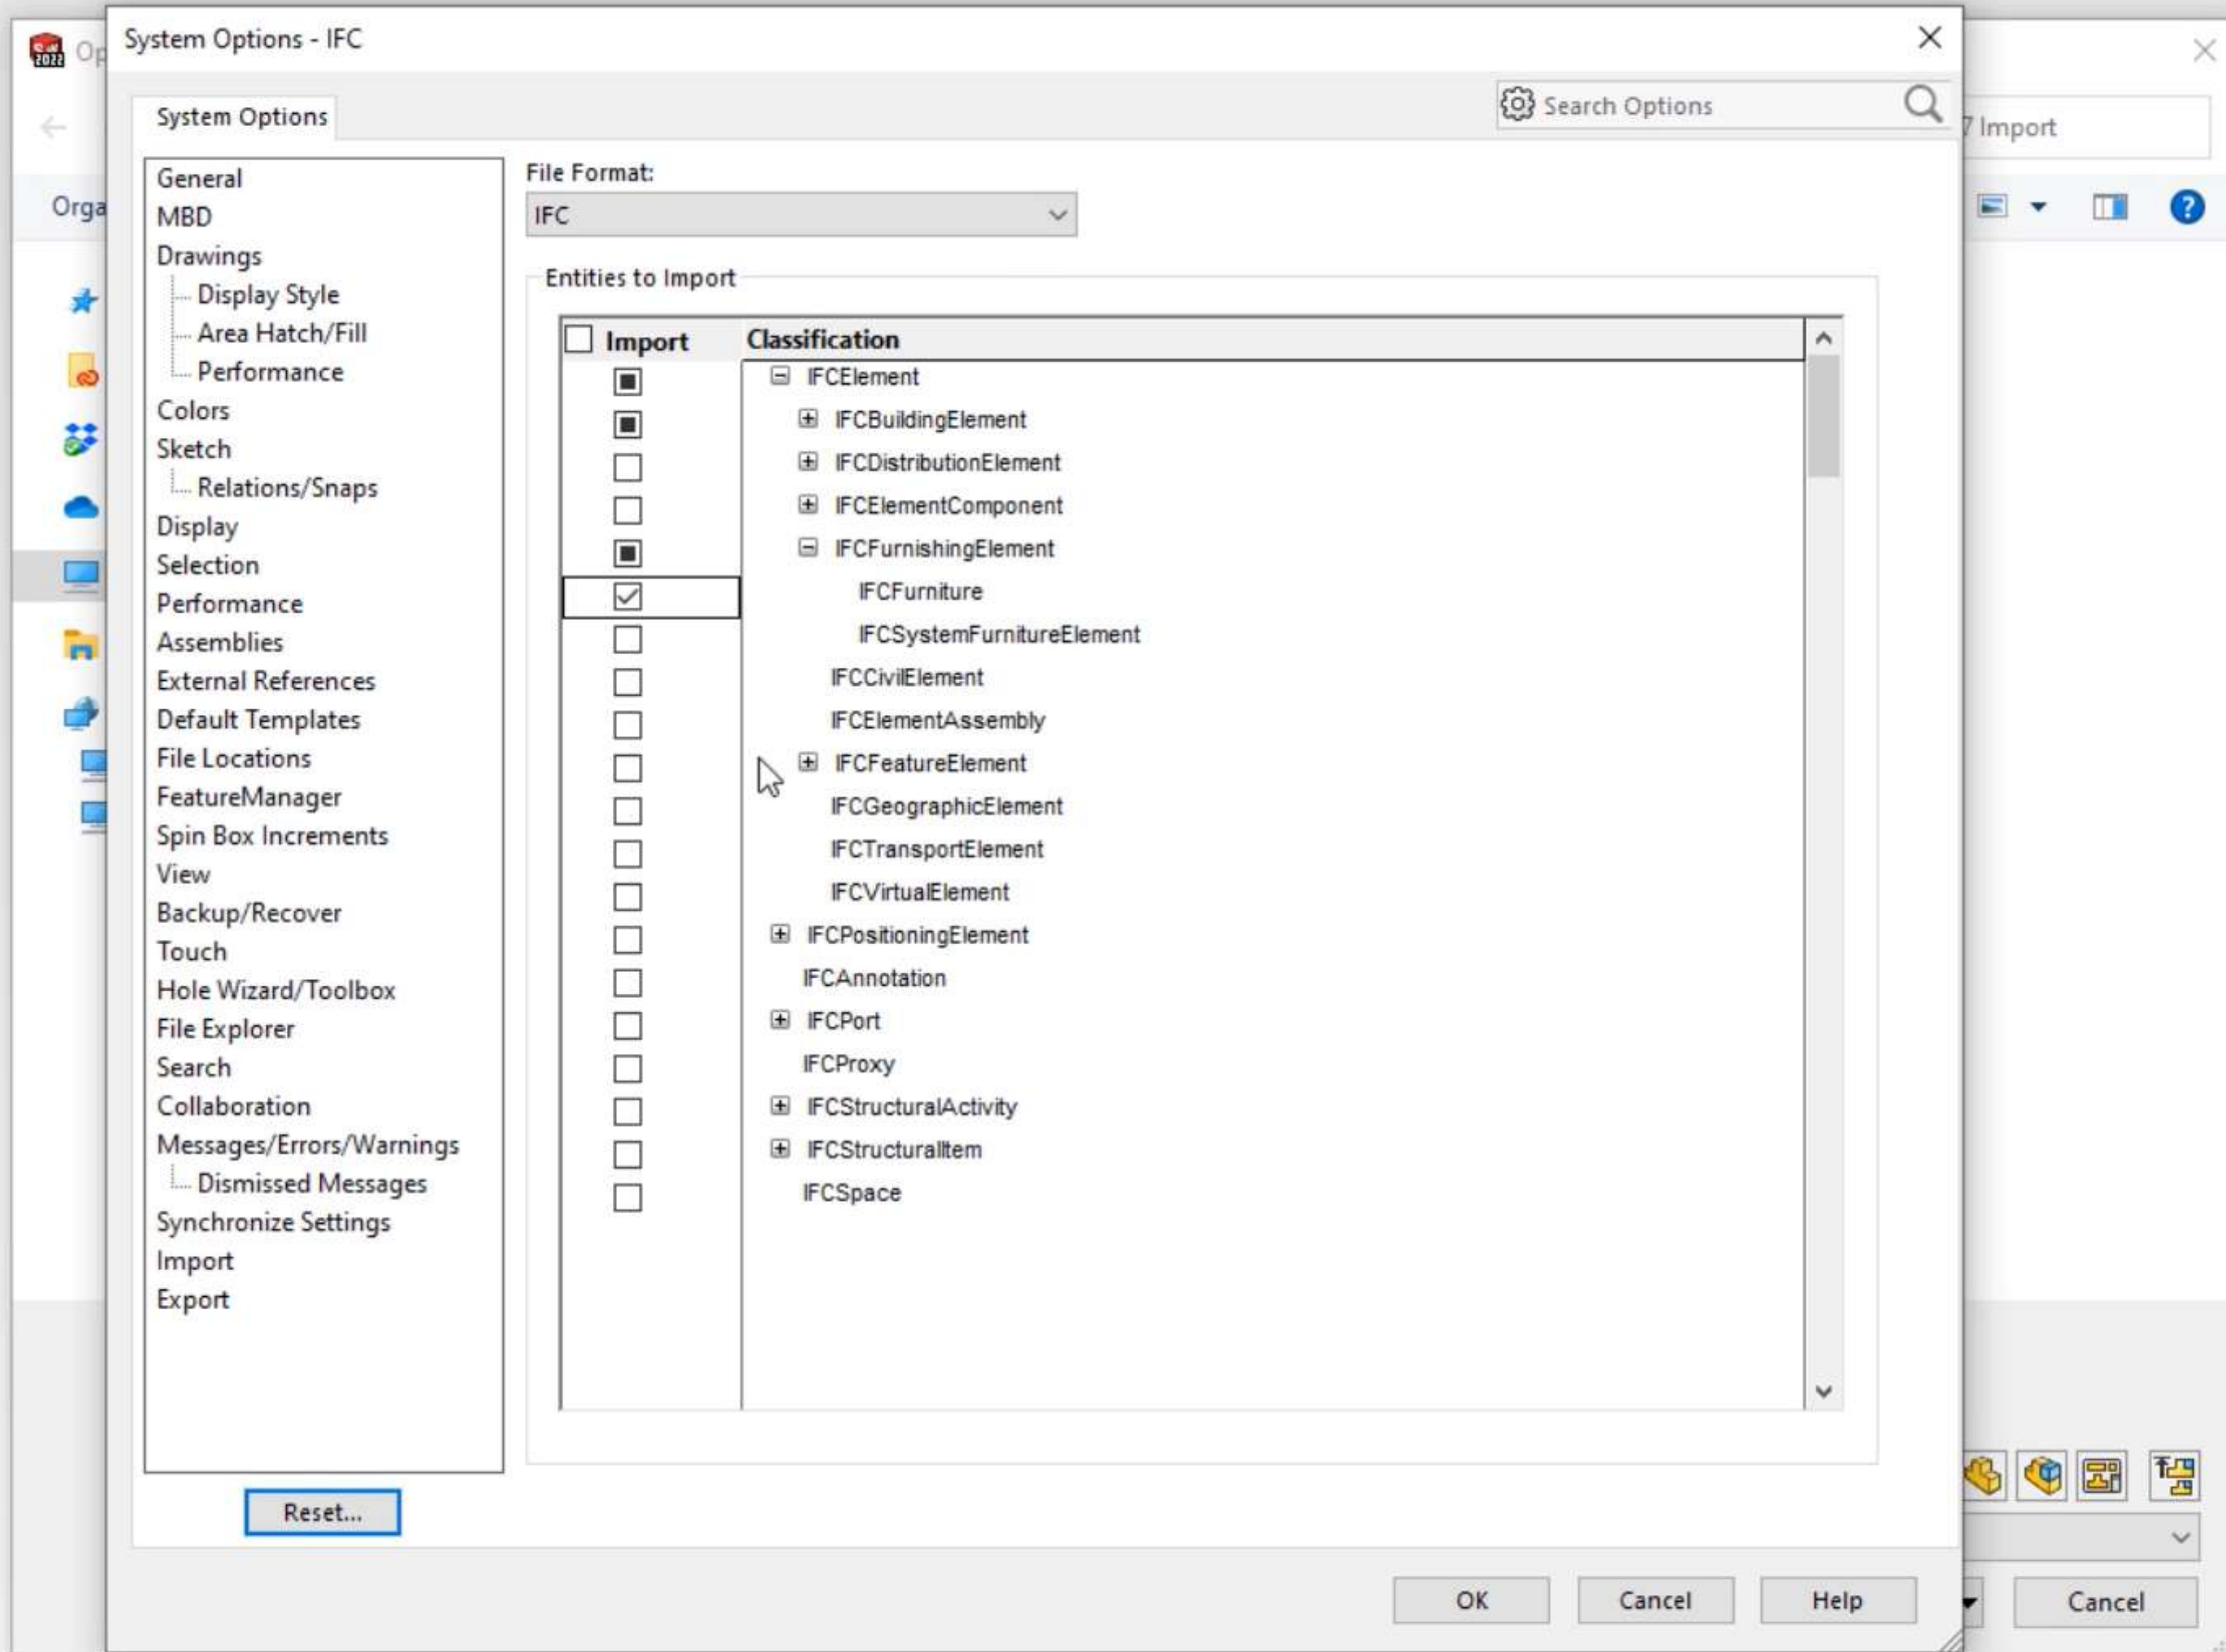 System Options - IFC
Op
2022
System Options
Search Options
7 Import
Orga
General
MBD
Drawings
Display Style
Area Hatch/Fill
Performance
Colors
Sketch
Relations/Snaps
Display
Selection
Performance
Assemblies
External References
Default Templates
File Locations
FeatureManager
Spin Box Increments
View
Backup/Recover
Touch
Hole Wizard/Toolbox
File Explorer
Search
Collaboration
Messages/Errors/Warnings
Dismissed Messages
Synchronize Settings
Import
Export
Reset...
File Format:
IFC
Entities to Import
Import Classification
IFCElement
IFCBuildingElement
IFCDistributionElement
IFCElementComponent
IFCFurnishingElement
IFCFurniture
IFCSystemFurnitureElement
IFCCivilElement
IFCElementAssembly
IFCFeatureElement
IFCGeographicElement
IFCTransportElement
IFCVirtualElement
IFCPositioningElement
IFCAnnotation
IFCPort
IFCProxy
IFCStructuralActivity
IFCStructuralItem
IFCSpace
OK Cancel Help
Cancel